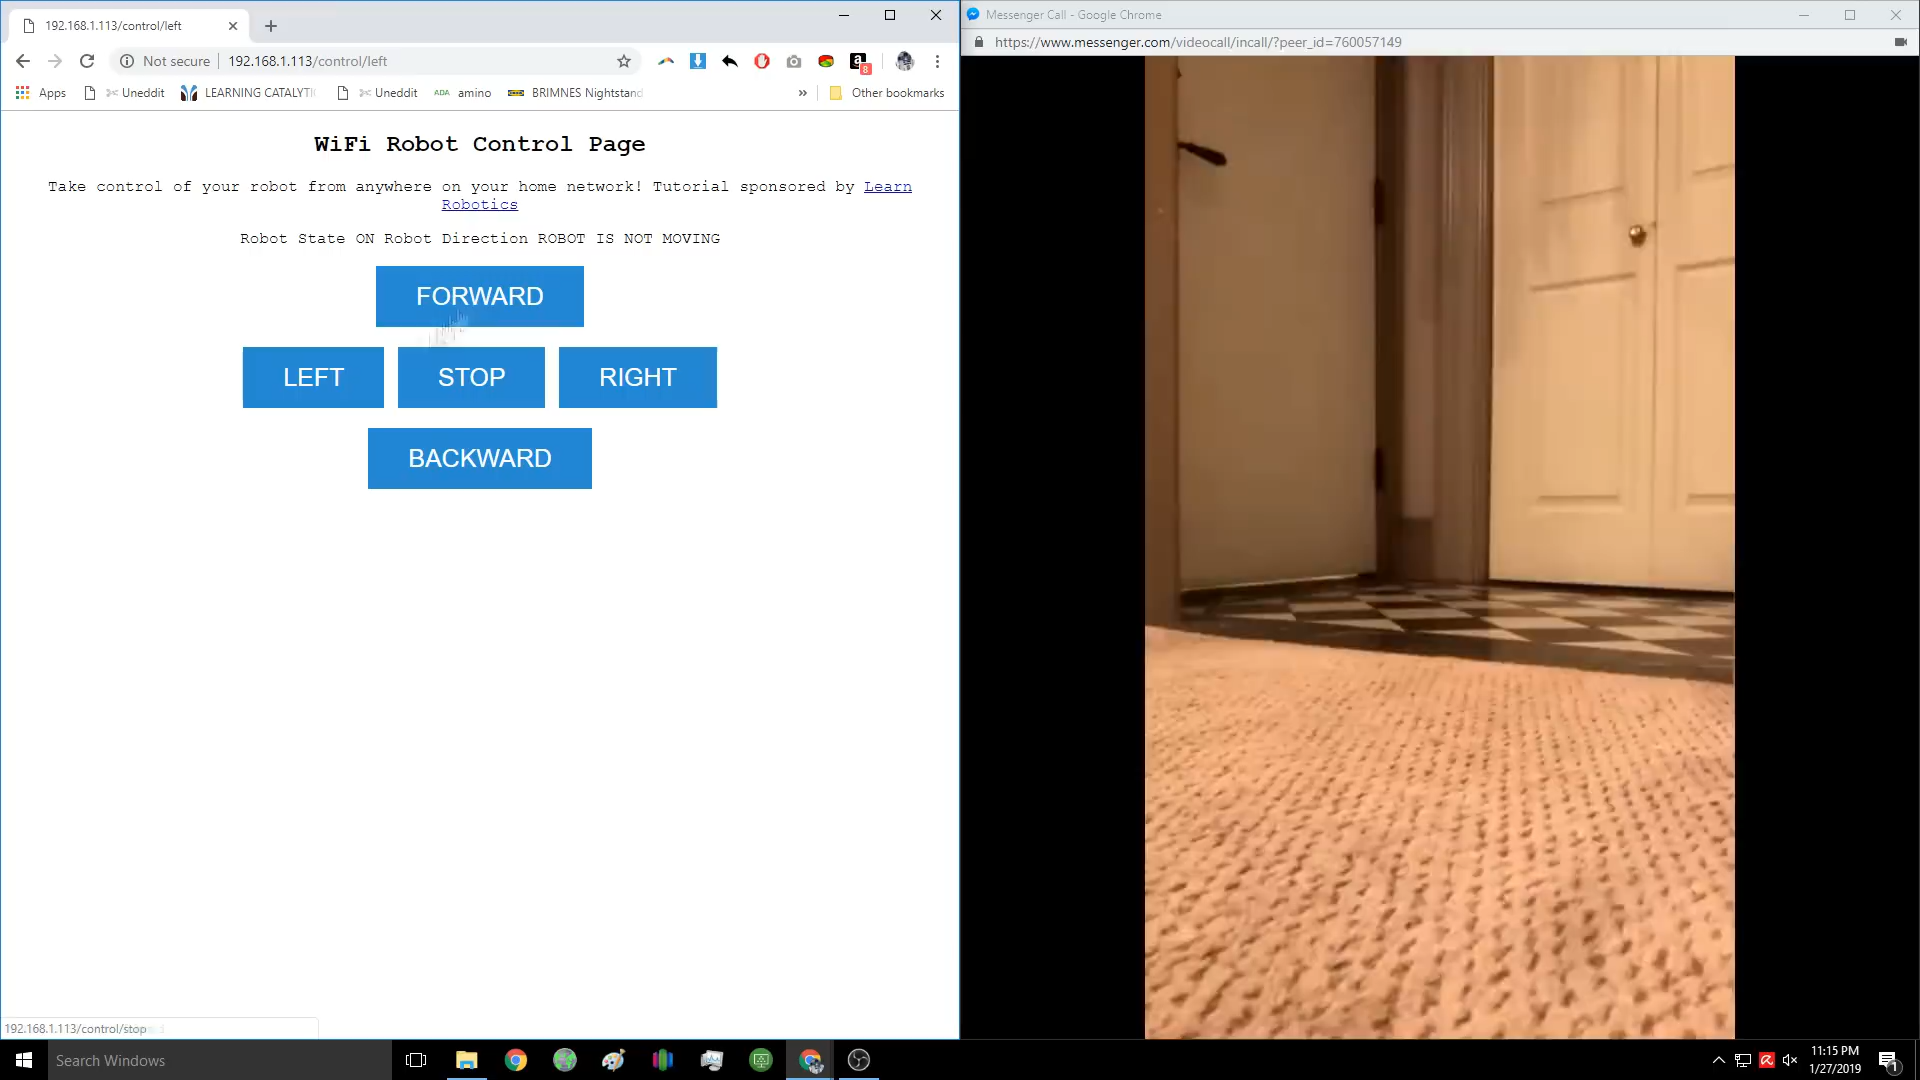 192.168.1.113/control/left
Not secure
192.168.1.113/control/left
8
Apps
Uneddit
LEARNING CATALYTI
Uneddit
ADA
amino
BRIMNES Nightstand
»
Other bookmarks
WiFi Robot Control Page
Take control of your robot from anywhere on your home network! Tutorial sponsored by Learn
Robotics
Robot State ON Robot Direction ROBOT IS NOT MOVING
FORWARD
LEFT
STOP
RIGHT
BACKWARD
192.168.1.113/control/stop
Messenger Call - Google Chrome
https://www.messenger.com/videocall/incall/?peer_id=760057149
Search Windows
11:15 PM
1/27/2019
1